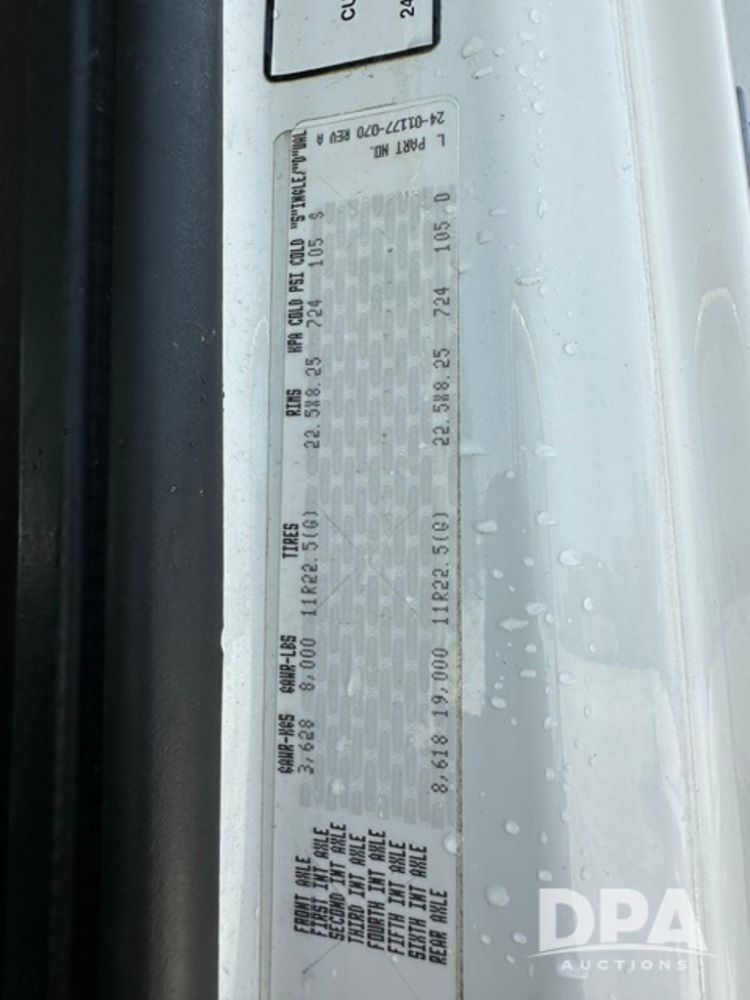 CU
24
L PART NO.
24-01177-070 REV A
GAWR-KGS GAWR-LBS TIRES RIMS KPA COLD PSI COLD "S"INGLE/"D"UAL
FRONT AXLE 3,628 8,000 11R22.5(G) 22.5X8.25 724 105 S
FIRST INT AXLE
SECOND INT AXLE
THIRD INT AXLE
FOURTH INT AXLE
FIFTH INT AXLE
SIXTH INT AXLE
REAR AXLE 8,618 19,000 11R22.5(G) 22.5X8.25 724 105 D
DPA
AUCTIONS